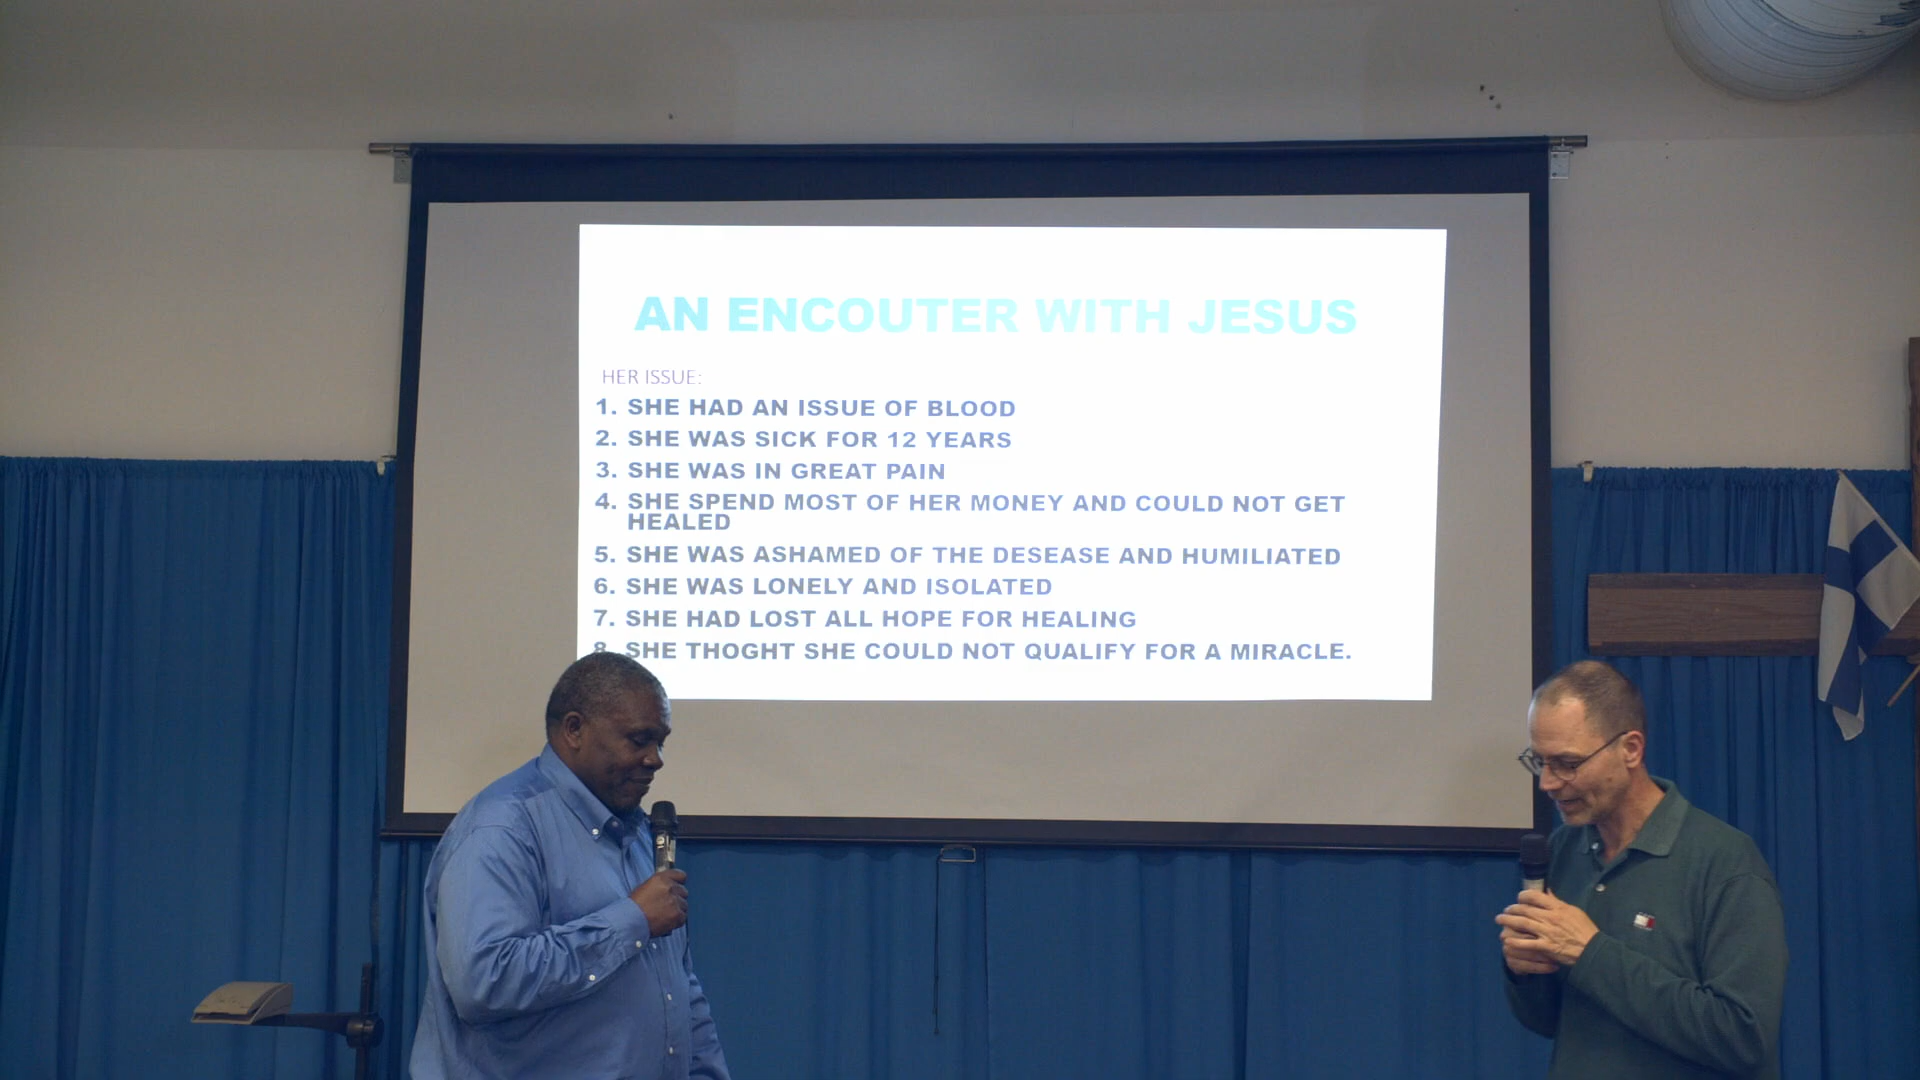 AN ENCOUTER WITH JESUS
HER ISSUE:
1. SHE HAD AN ISSUE OF BLOOD
2. SHE WAS SICK FOR 12 YEARS
3. SHE WAS IN GREAT PAIN
4. SHE SPEND MOST OF HER MONEY AND COULD NOT GET
HEALED
5. SHE WAS ASHAMED OF THE DESEASE AND HUMILIATED
6. SHE WAS LONELY AND ISOLATED
7. SHE HAD LOST ALL HOPE FOR HEALING
8. SHE THOGHT SHE COULD NOT QUALIFY FOR A MIRACLE.